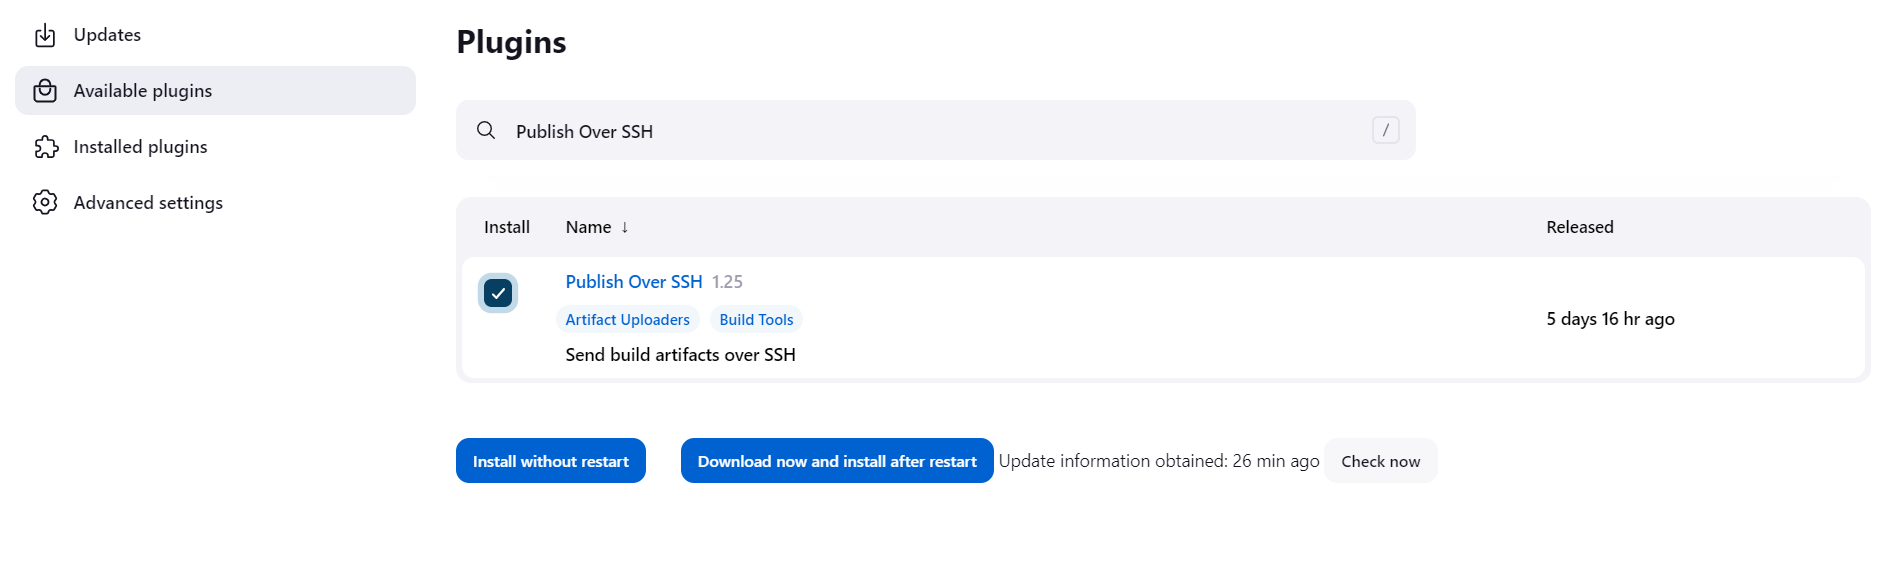 Updates
Available plugins
Installed plugins
Advanced settings
Plugins
Publish Over SSH /
Install Name ↓ Released
Publish Over SSH 1.25
Artifact Uploaders Build Tools
5 days 16 hr ago
Send build artifacts over SSH
Install without restart Download now and install after restart Update information obtained: 26 min ago Check now